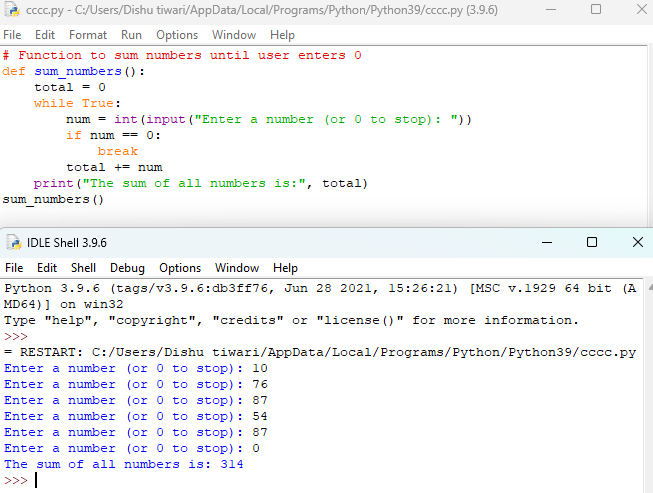 cccc.py - C:/Users/Dishu tiwari/AppData/Local/Programs/Python/Python39/cccc.py (3.9.6)
File Edit Format Run Options Window Help
# Function to sum numbers until user enters 0
def sum_numbers():
    total = 0
    while True:
        num = int(input("Enter a number (or 0 to stop): "))
        if num == 0:
            break
        total += num
    print("The sum of all numbers is:", total)
sum_numbers()
IDLE Shell 3.9.6
File Edit Shell Debug Options Window Help
Python 3.9.6 (tags/v3.9.6:db3ff76, Jun 28 2021, 15:26:21) [MSC v.1929 64 bit (A
MD64)] on win32
Type "help", "copyright", "credits" or "license()" for more information.
>>>
= RESTART: C:/Users/Dishu tiwari/AppData/Local/Programs/Python/Python39/cccc.py
Enter a number (or 0 to stop): 10
Enter a number (or 0 to stop): 76
Enter a number (or 0 to stop): 87
Enter a number (or 0 to stop): 54
Enter a number (or 0 to stop): 87
Enter a number (or 0 to stop): 0
The sum of all numbers is: 314
>>>